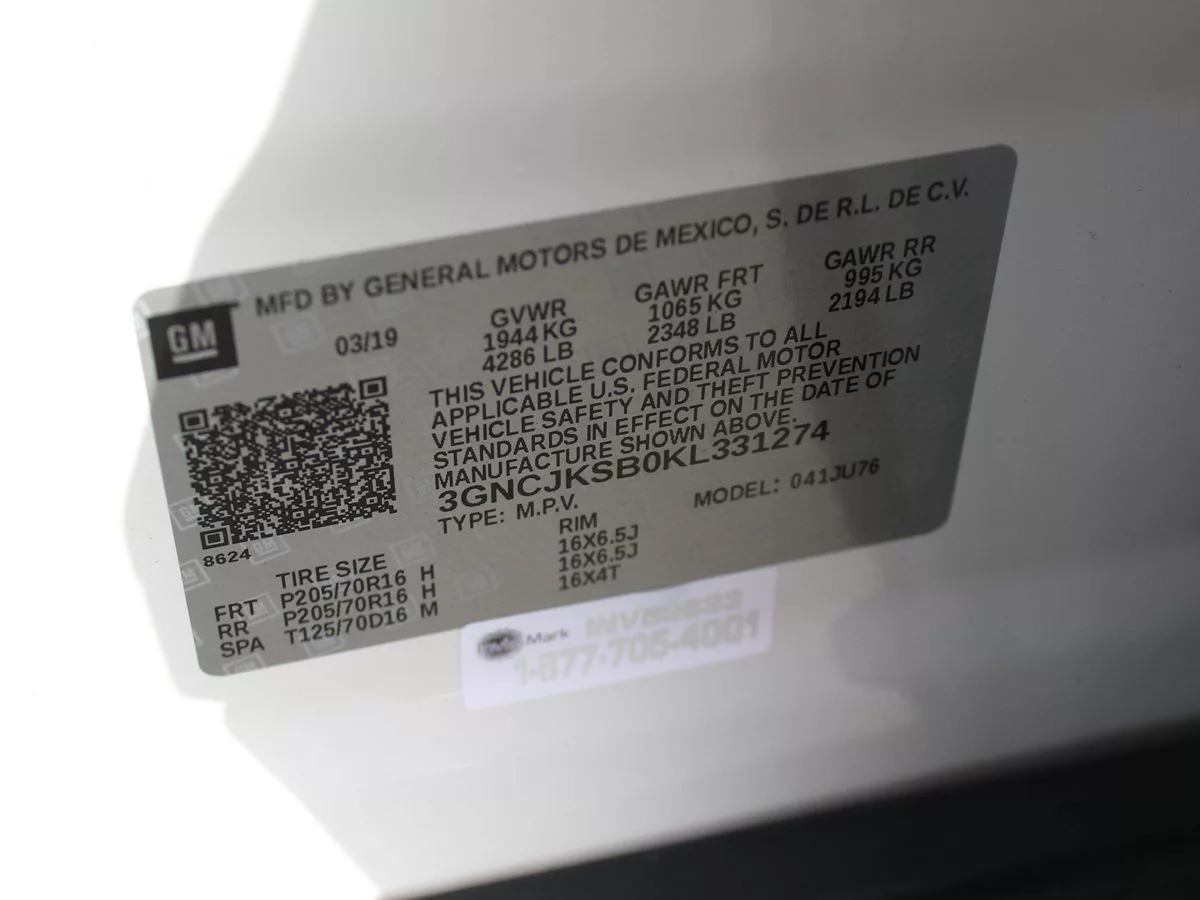 MFD BY GENERAL MOTORS DE MEXICO, S. DE R.L. DE C.V.
GM
03/19
GVWR GAWR FRT GAWR RR
1944 KG 1065 KG 995 KG
4286 LB 2348 LB 2194 LB
THIS VEHICLE CONFORMS TO ALL
APPLICABLE U.S. FEDERAL MOTOR
VEHICLE SAFETY AND THEFT PREVENTION
STANDARDS IN EFFECT ON THE DATE OF
MANUFACTURE SHOWN ABOVE.
3GNCJKSB0KL331274
TYPE: M.P.V. MODEL: 041JU76
8624
TIRE SIZE RIM
FRT P205/70R16 H 16X6.5J
RR P205/70R16 H 16X6.5J
SPA T125/70D16 M 16X4T
Mark
1-877-705-4001